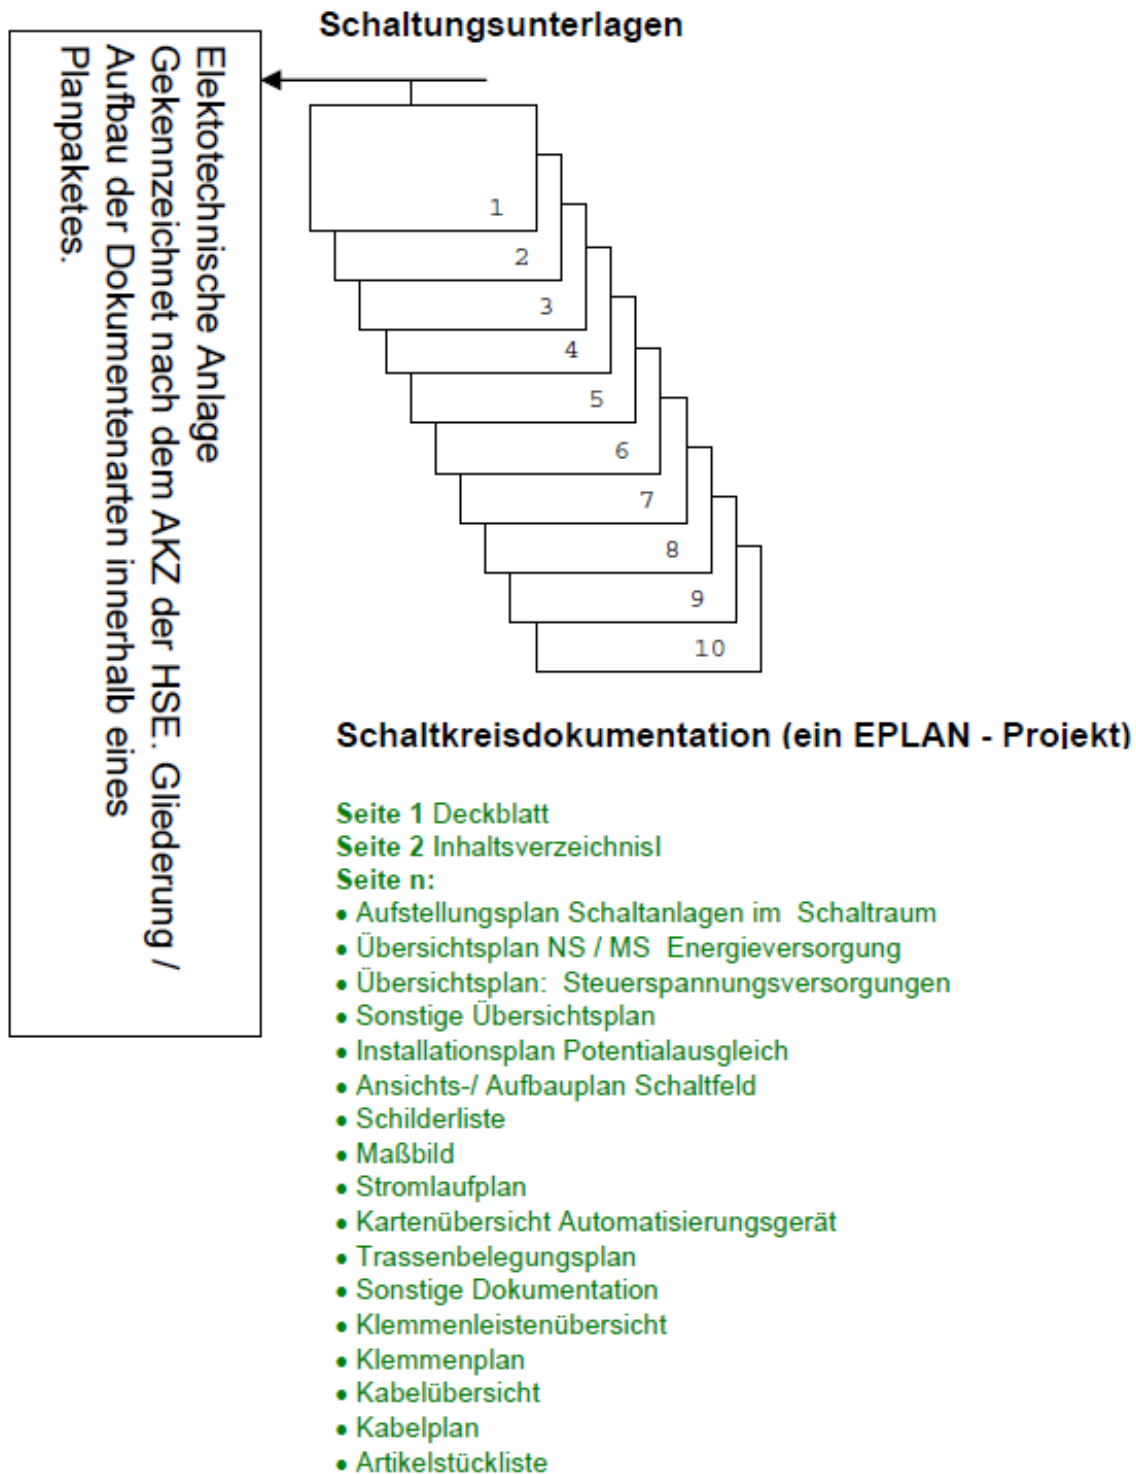 Schaltungsunterlagen
Elektotechnische Anlage
Gekennzeichnet nach dem AKZ der HSE. Gliederung /
Aufbau der Dokumentenarten innerhalb eines
Planpaketes.
1
2
3
4
5
6
7
8
9
10
Schaltkreisdokumentation (ein EPLAN - Projekt)
Seite 1 Deckblatt
Seite 2 Inhaltsverzeichnisl
Seite n:
• Aufstellungsplan Schaltanlagen im Schaltraum
• Übersichtsplan NS / MS Energieversorgung
• Übersichtsplan: Steuerspannungsversorgungen
• Sonstige Übersichtsplan
• Installationsplan Potentialausgleich
• Ansichts-/ Aufbauplan Schaltfeld
• Schilderliste
• Maßbild
• Stromlaufplan
• Kartenübersicht Automatisierungsgerät
• Trassenbelegungsplan
• Sonstige Dokumentation
• Klemmenleistenübersicht
• Klemmenplan
• Kabelübersicht
• Kabelplan
• Artikelstückliste